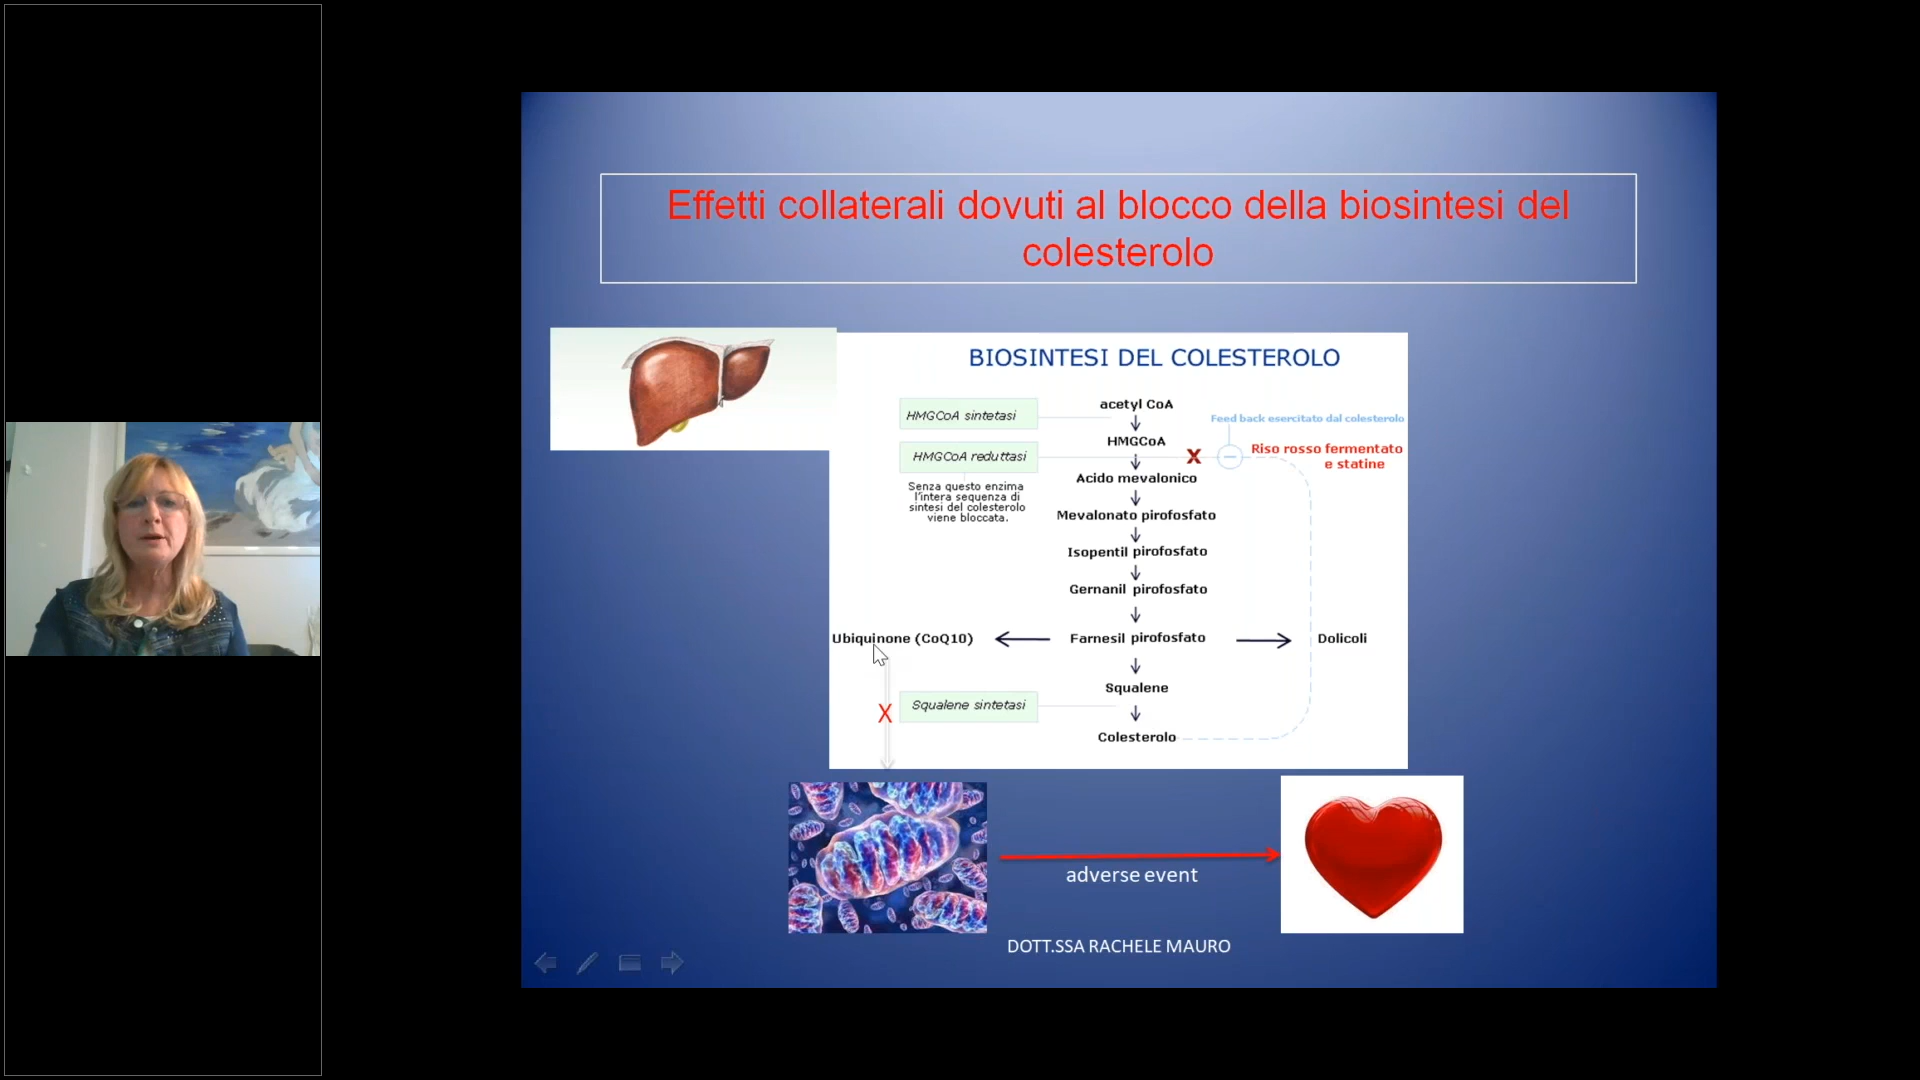 Effetti collaterali dovuti al blocco della biosintesi del
colesterolo
BIOSINTESI DEL COLESTEROLO
HMGCoA sintetasi
acetyl CoA
Feed back esercitato dal colesterolo
HMGCoA
HMGCoA reduttasi
X
Riso rosso fermentato
e statine
Acido mevalonico
Senza questo enzima
l'intera sequenza di
sintesi del colesterolo
viene bloccata.
Mevalonato pirofosfato
Isopentil pirofosfato
Gernanil pirofosfato
Ubiquinone (CoQ10)
Farnesil pirofosfato
Dolicoli
Squalene
X
Squalene sintetasi
Colesterolo
adverse event
DOTT.SSA RACHELE MAURO